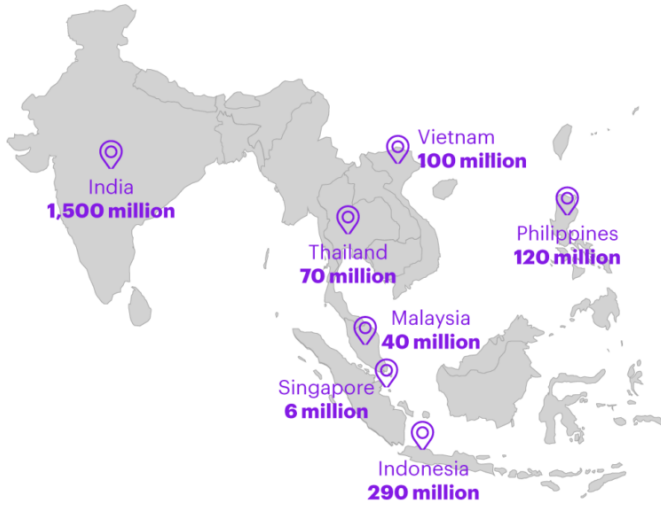 Vietnam
100 million
India
1,500 million
Philippines
120 million
Thailand
70 million
Malaysia
40 million
Singapore
6 million
Indonesia
290 million